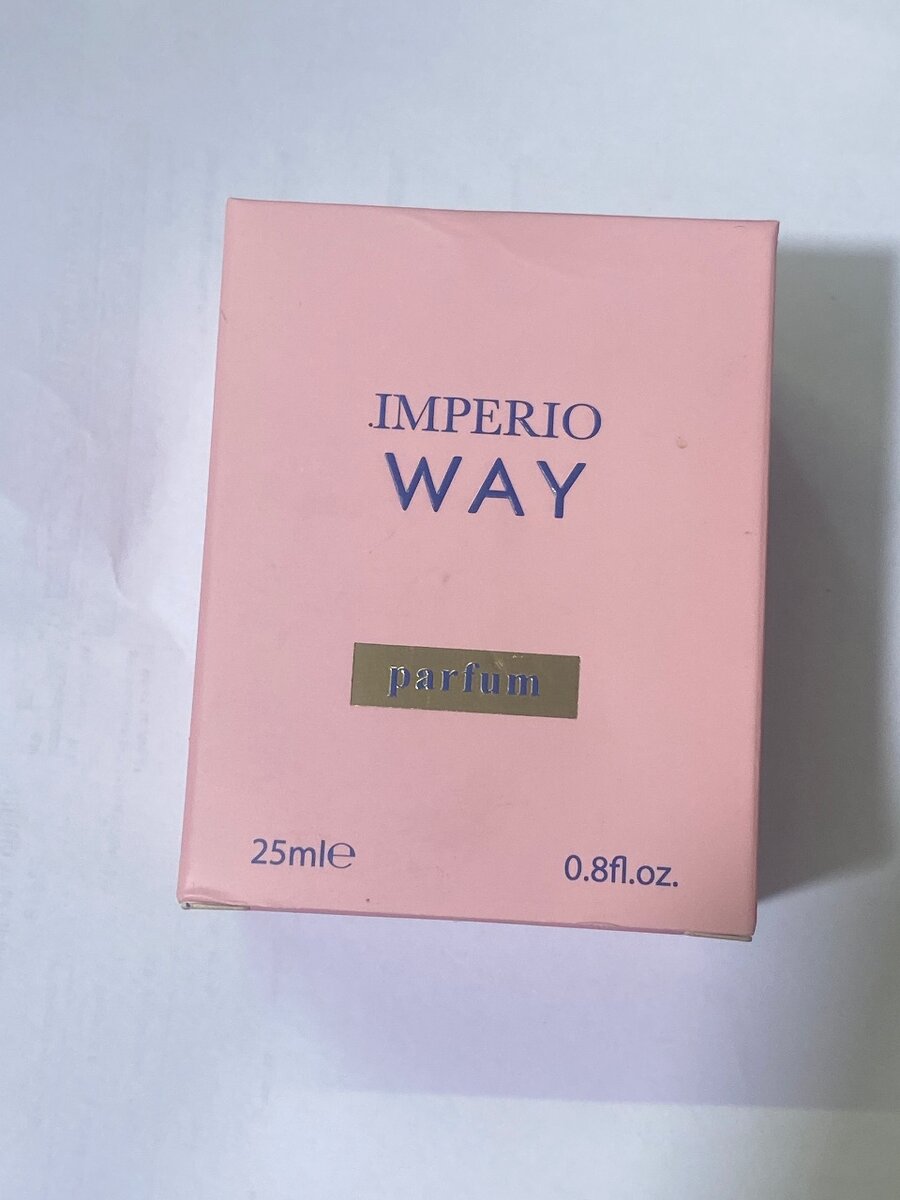 .IMPERIO
WAY
parfum
25ml℮
0.8fl.oz.